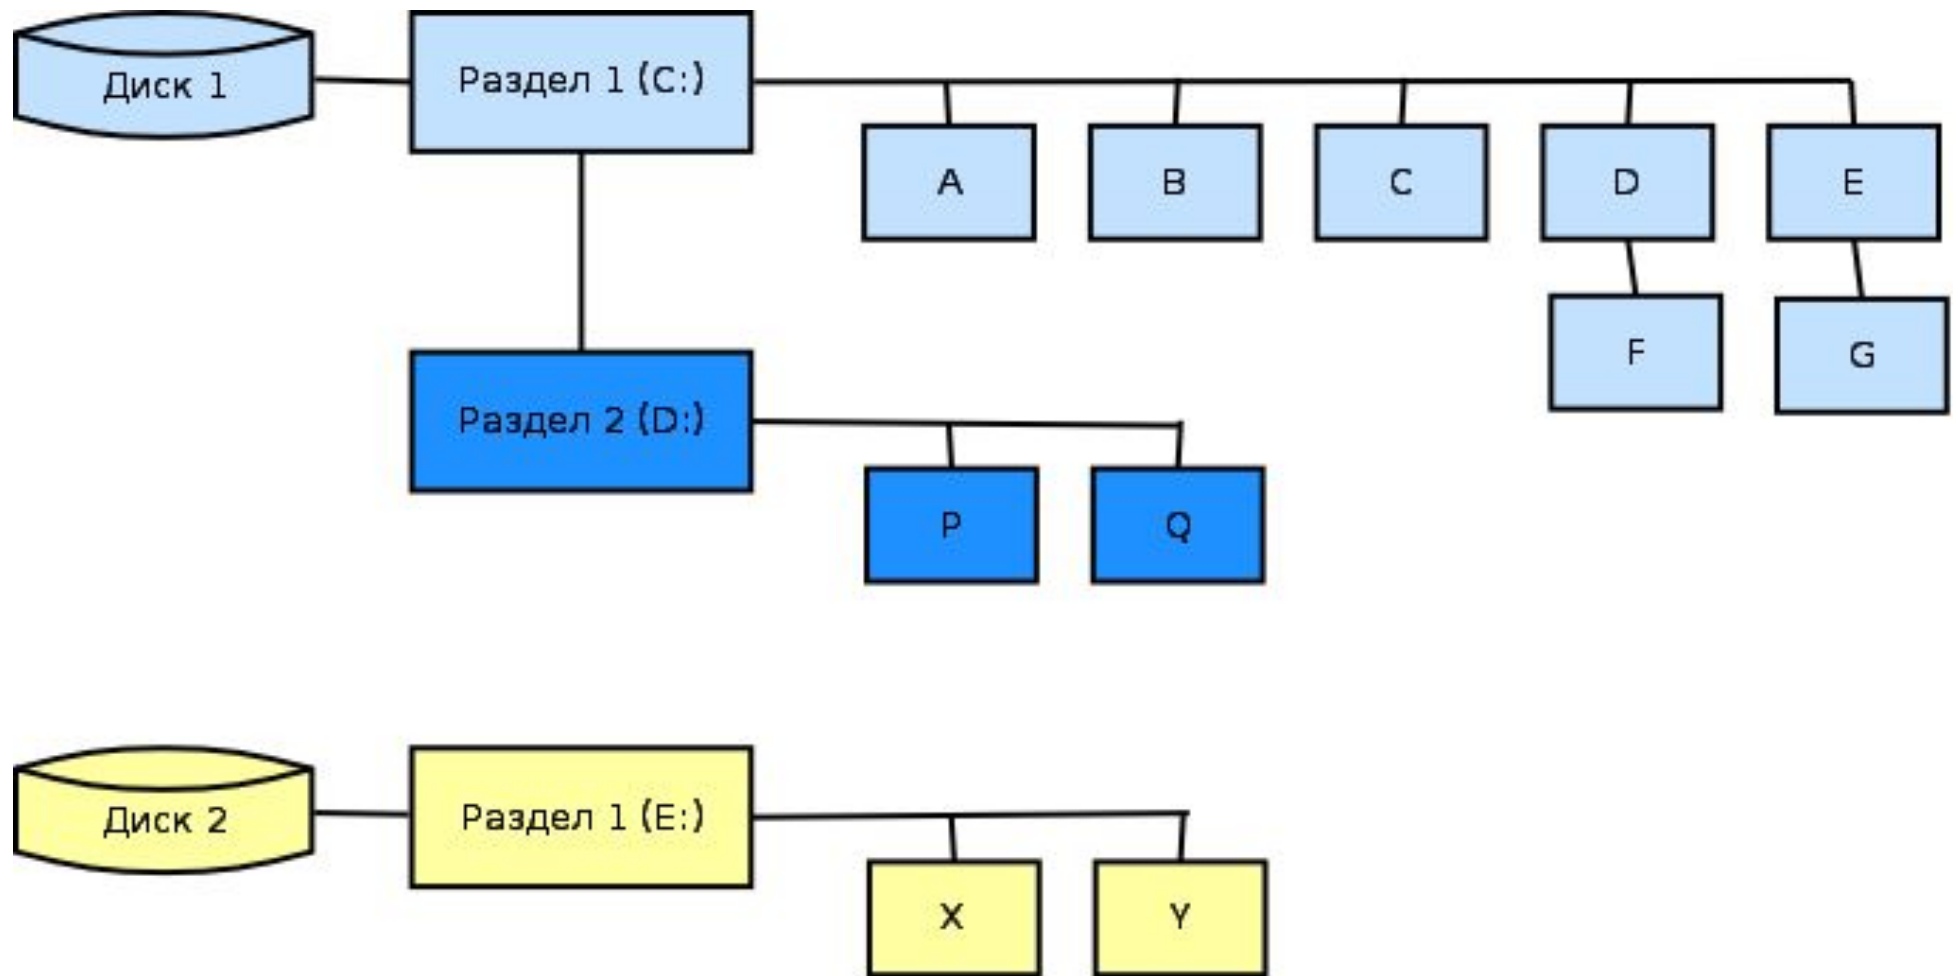 Диск 1
Раздел 1 (C:)
A
B
C
D
E
F
G
Раздел 2 (D:)
P
Q
Диск 2
Раздел 1 (E:)
X
Y